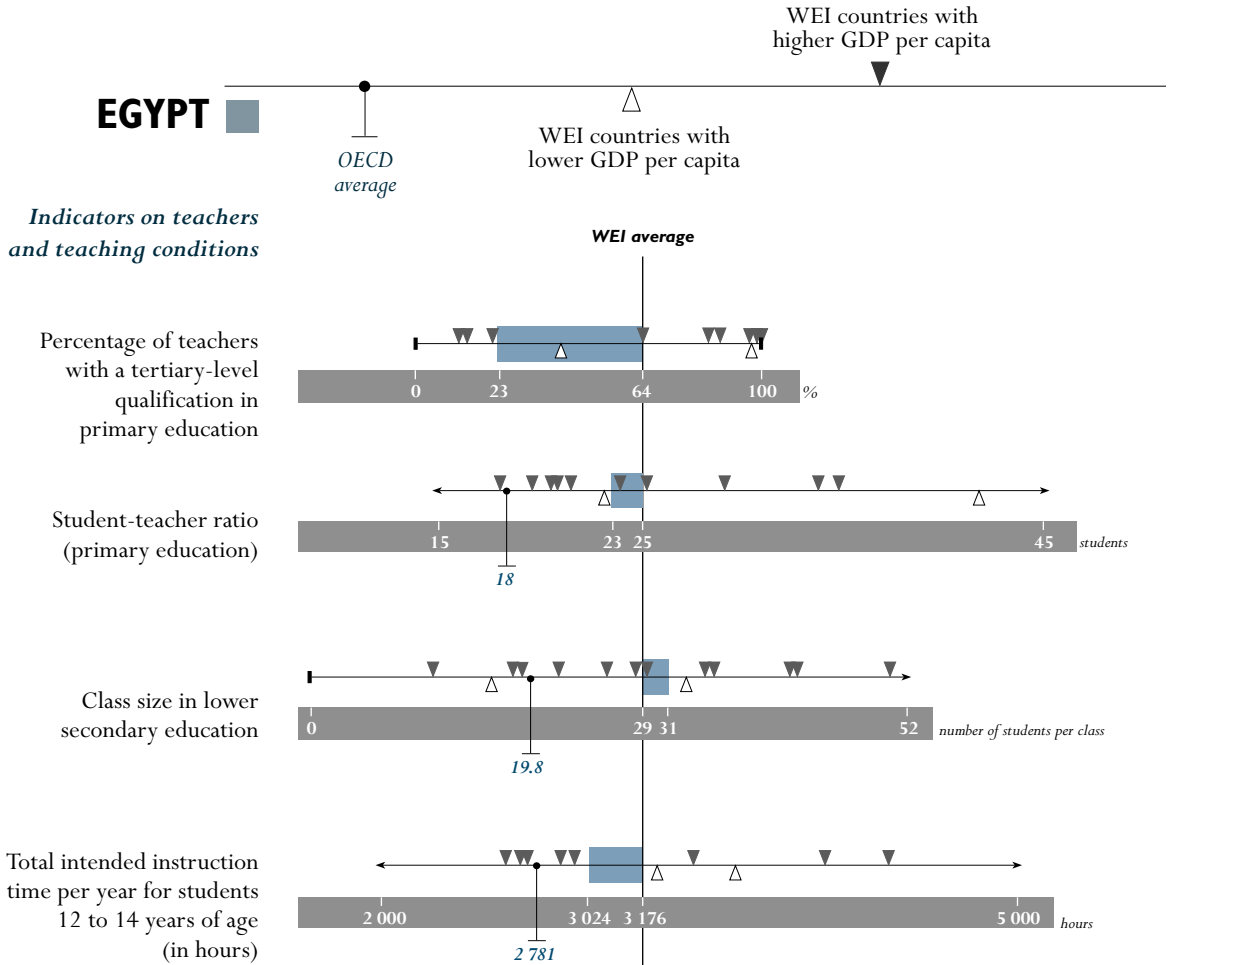 WEI countries with
higher GDP per capita
EGYPT
WEI countries with
lower GDP per capita
OECD
average
Indicators on teachers
and teaching conditions
WEI average
Percentage of teachers
with a tertiary-level
qualification in
primary education
0 23 64 100 %
Student-teacher ratio
(primary education)
15 23 25 45 students
18
Class size in lower
secondary education
0 29 31 52 number of students per class
19.8
Total intended instruction
time per year for students
12 to 14 years of age
(in hours)
2 000 3 024 3 176 5 000 hours
2 781